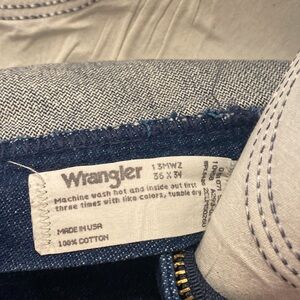 Wrangler
13MWZ
36 X 34
Machine wash hot and inside out first
three times with like colors, tumble dry
MADE IN USA
100% COTTON